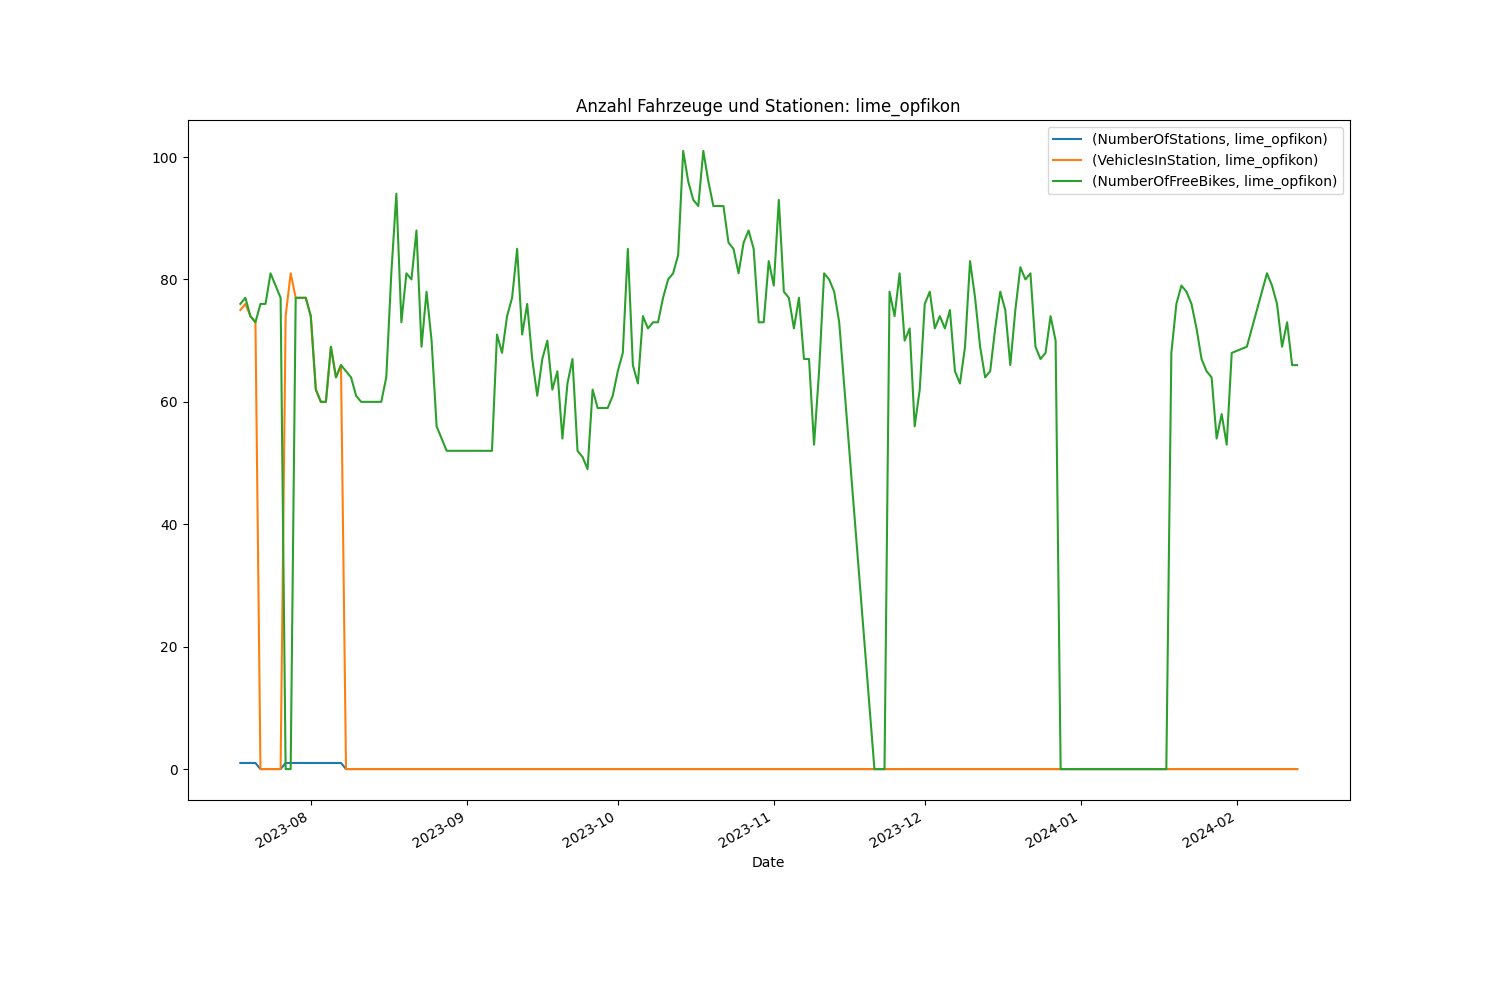 Anzahl Fahrzeuge und Stationen: lime_opfikon
(NumberOfStations, lime_opfikon)
(VehiclesInStation, lime_opfikon)
(NumberOfFreeBikes, lime_opfikon)
100
80
60
40
20
0
2023-08
2023-09
2023-10
2023-11
2023-12
2024-01
2024-02
Date